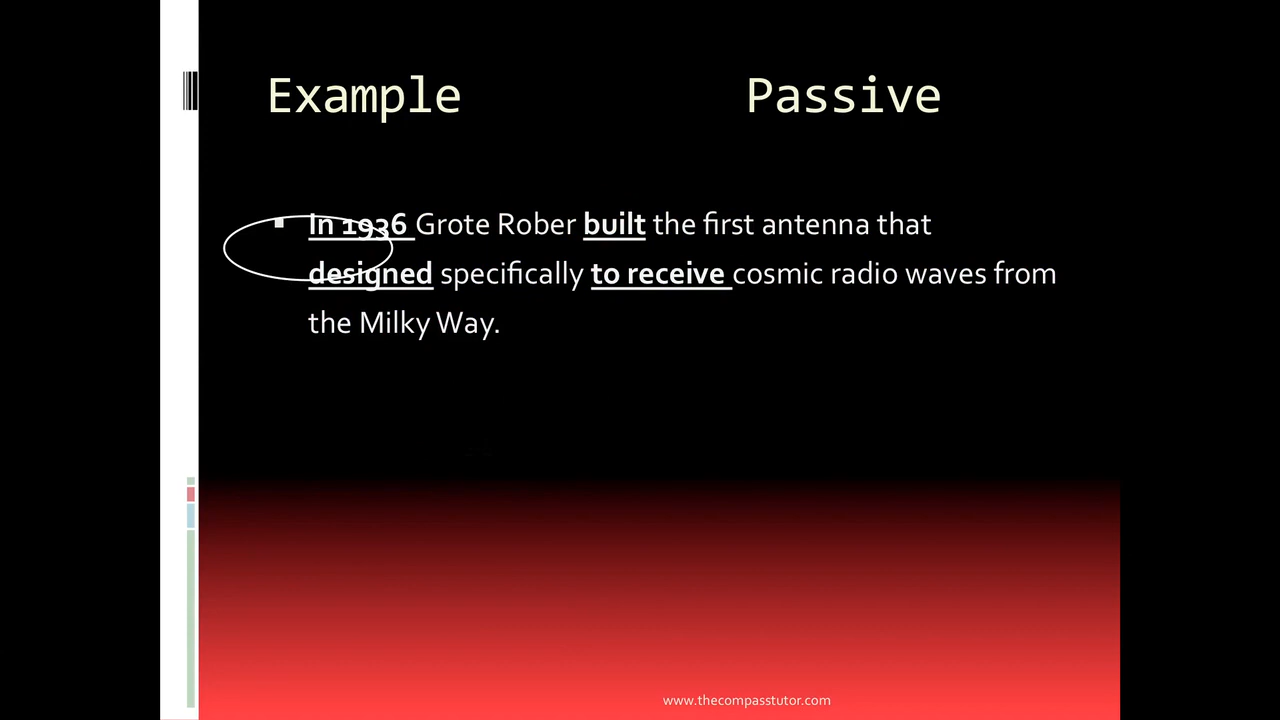 Example Passive
In 1936 Grote Rober built the first antenna that
designed specifically to receive cosmic radio waves from
the Milky Way.
www.thecompasstutor.com